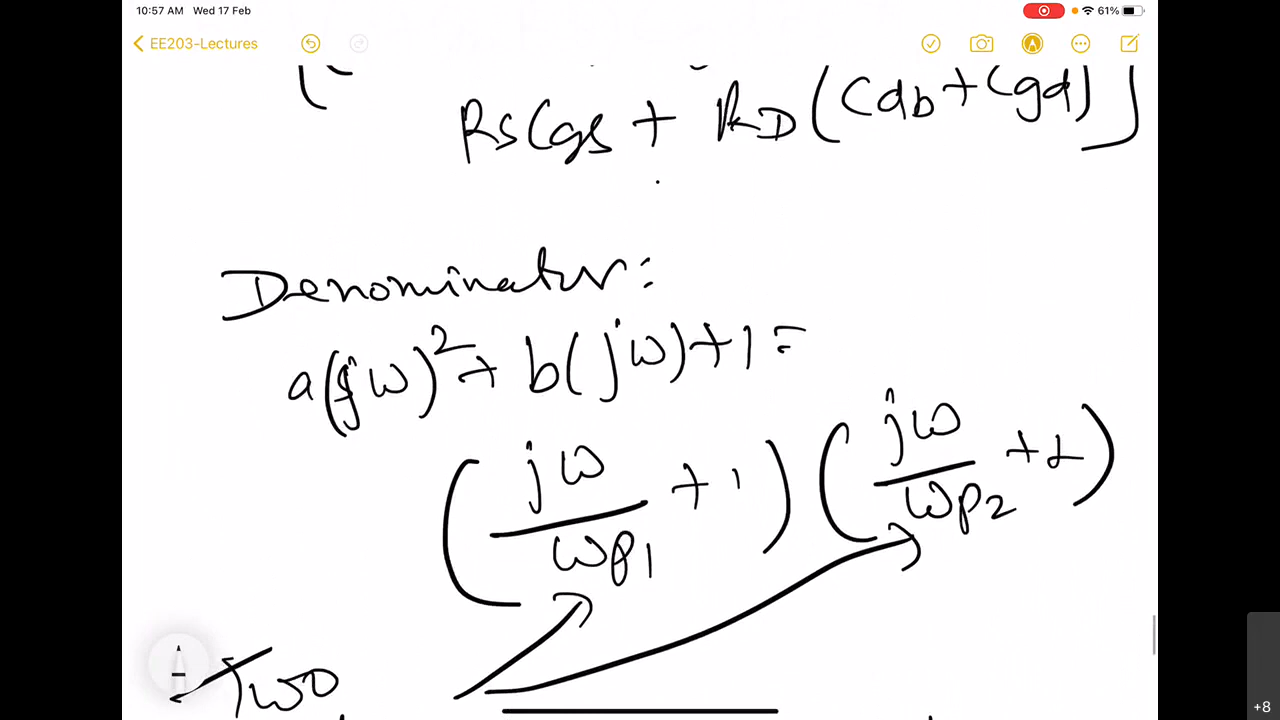 10:57 AM Wed 17 Feb
61%
EE203-Lectures
RsCgs + RD (Cdb + Cgd) ]
Denominator:
a(jω)² + b(jω) + 1 =
(jω/ωp1 + 1) (jω/ωp2 + 1)
Two
+8